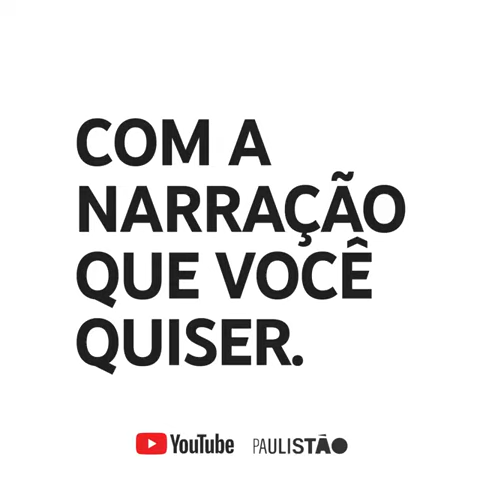 COM A
NARRAÇÃO
QUE VOCÊ
QUISER.
YouTube PAULISTÃO